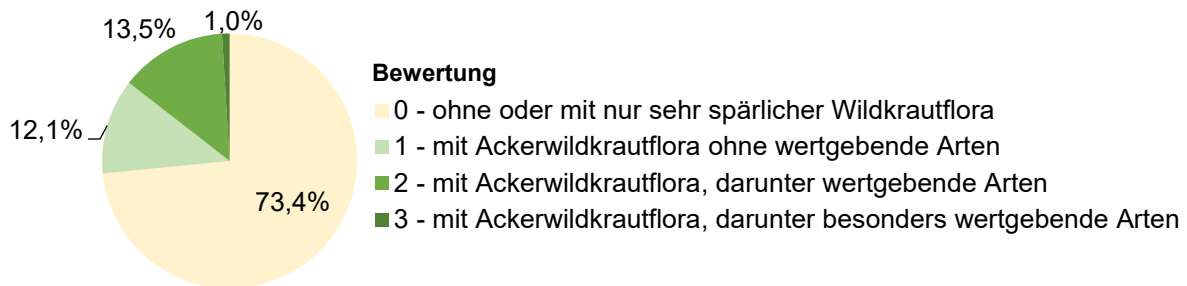 13,5%
1,0%
12,1%
73,4%
Bewertung
0 - ohne oder mit nur sehr spärlicher Wildkrautflora
1 - mit Ackerwildkrautflora ohne wertgebende Arten
2 - mit Ackerwildkrautflora, darunter wertgebende Arten
3 - mit Ackerwildkrautflora, darunter besonders wertgebende Arten